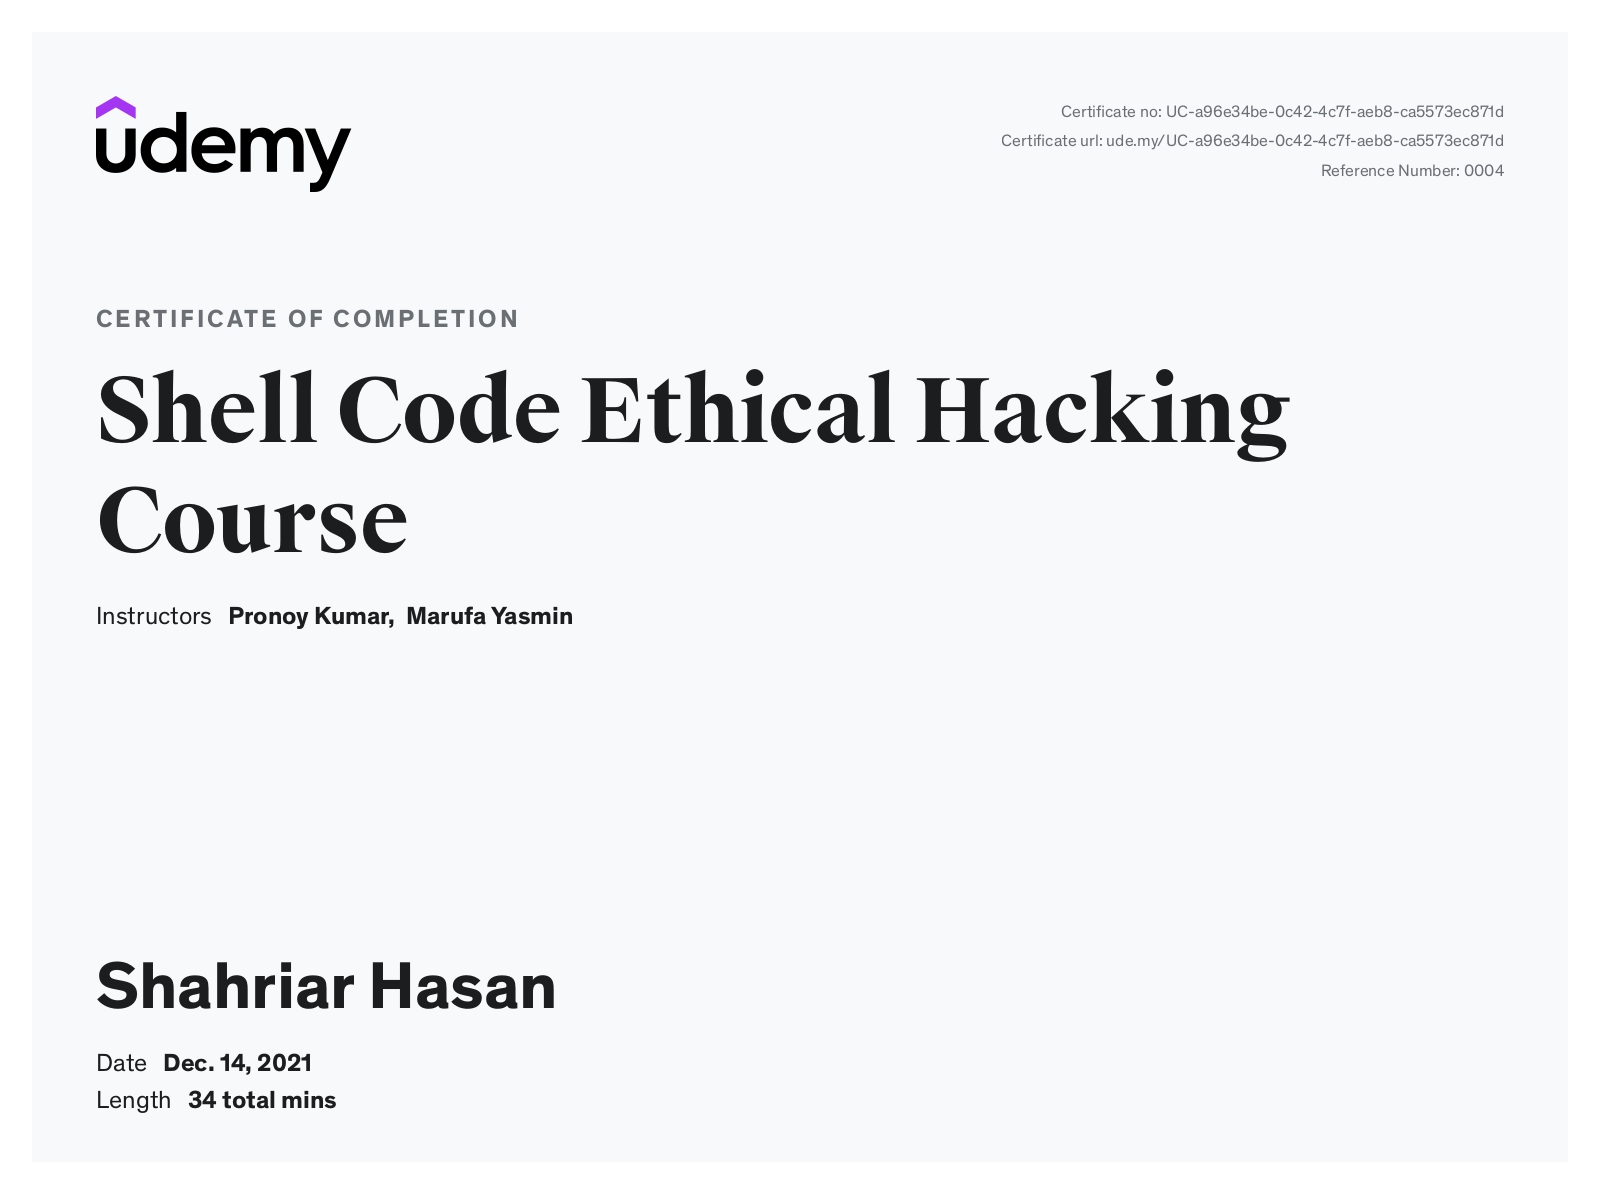 udemy
Certificate no: UC-a96e34be-0c42-4c7f-aeb8-ca5573ec871d
Certificate url: ude.my/UC-a96e34be-0c42-4c7f-aeb8-ca5573ec871d
Reference Number: 0004
CERTIFICATE OF COMPLETION
Shell Code Ethical Hacking
Course
Instructors Pronoy Kumar, Marufa Yasmin
Shahriar Hasan
Date Dec. 14, 2021
Length 34 total mins